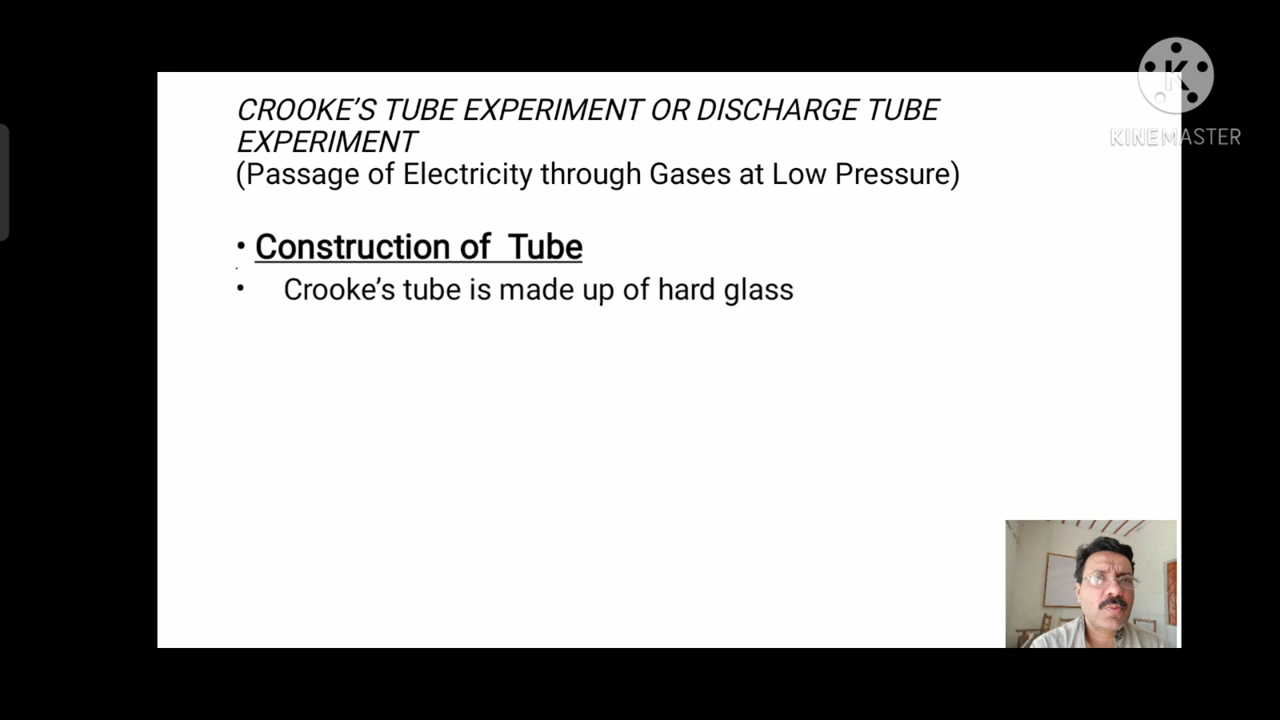 CROOKE’S TUBE EXPERIMENT OR DISCHARGE TUBE
EXPERIMENT
(Passage of Electricity through Gases at Low Pressure)
• Construction of Tube
• Crooke’s tube is made up of hard glass
K
KINEMASTER